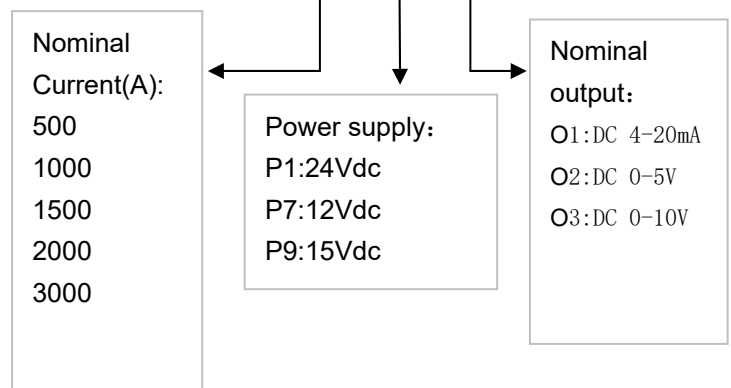 Nominal
Current(A):
500
1000
1500
2000
3000
Power supply：
P1:24Vdc
P7:12Vdc
P9:15Vdc
Nominal
output：
O1:DC 4-20mA
O2:DC 0-5V
O3:DC 0-10V